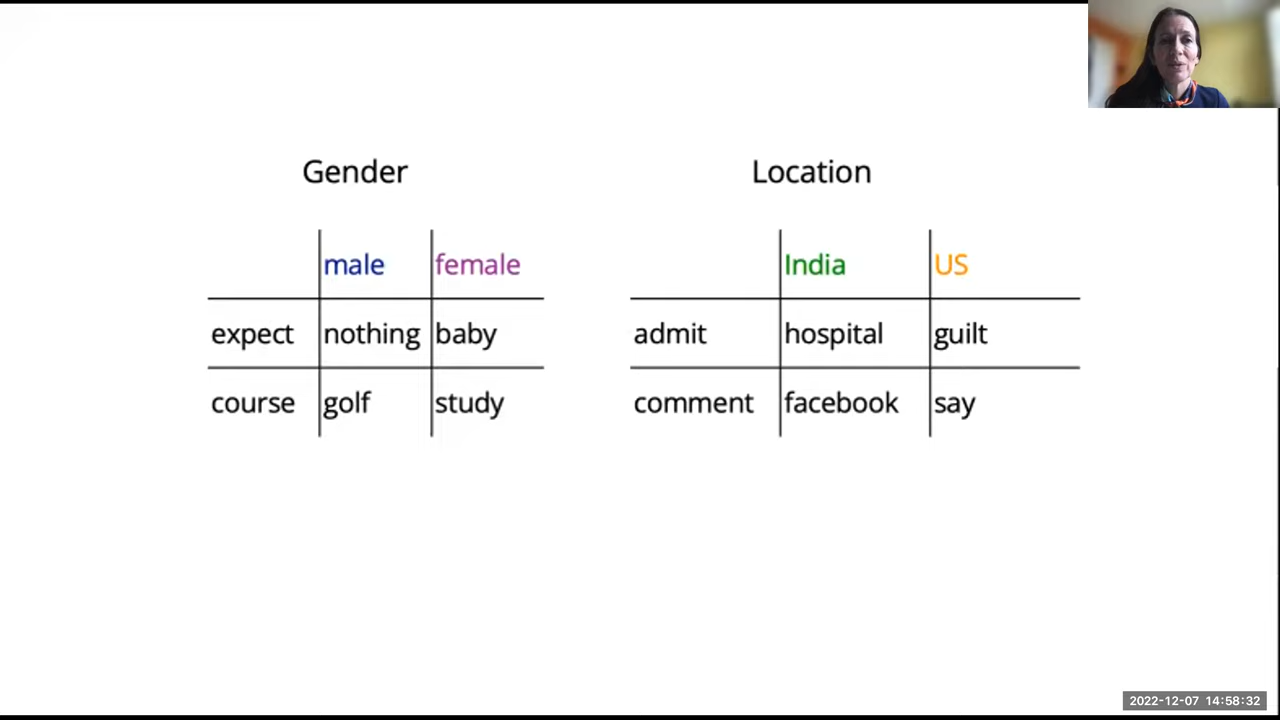 Gender
male female
expect nothing baby
course golf study
Location
India US
admit hospital guilt
comment facebook say
2022-12-07 14:58:32